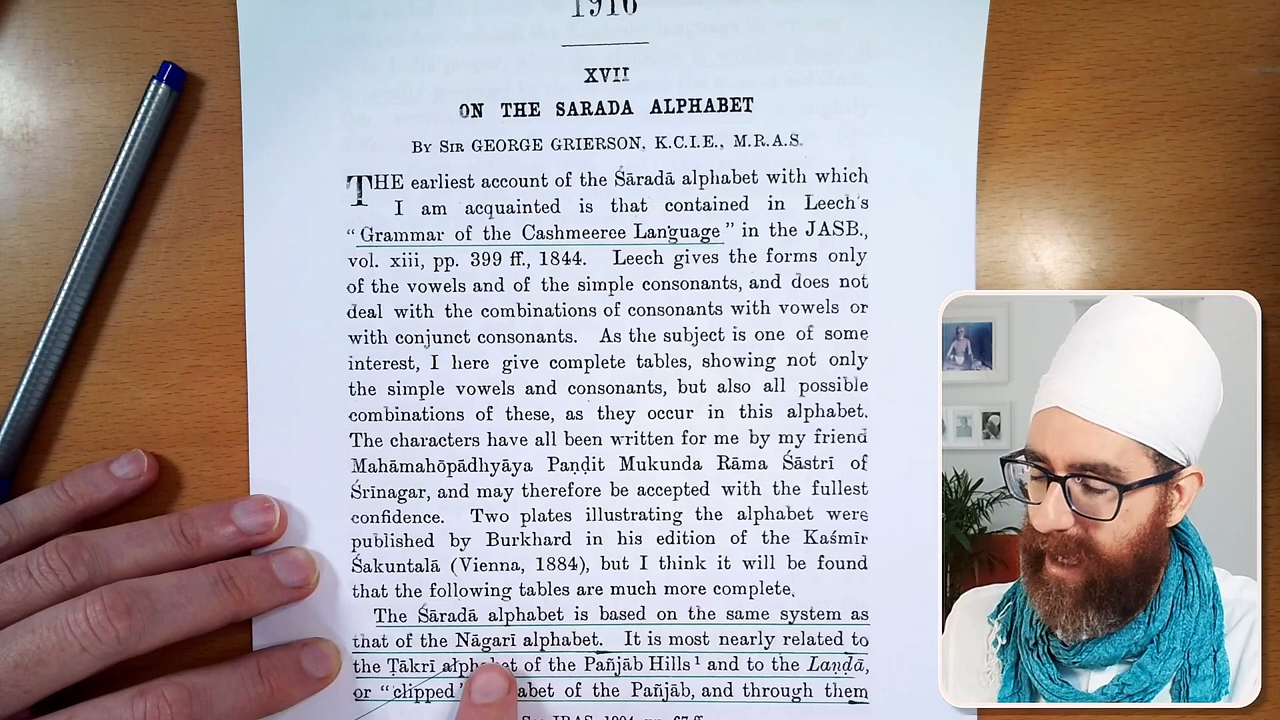 1916
XVII
ON THE SARADA ALPHABET
BY SIR GEORGE GRIERSON, K.C.I.E., M.R.A.S.
THE earliest account of the Śāradā alphabet with which
I am acquainted is that contained in Leech's
“Grammar of the Cashmeeree Language” in the JASB.,
vol. xiii, pp. 399 ff., 1844. Leech gives the forms only
of the vowels and of the simple consonants, and does not
deal with the combinations of consonants with vowels or
with conjunct consonants. As the subject is one of some
interest, I here give complete tables, showing not only
the simple vowels and consonants, but also all possible
combinations of these, as they occur in this alphabet.
The characters have all been written for me by my friend
Mahāmahōpādhyāya Paṇḍit Mukunda Rāma Śāstrī of
Śrīnagar, and may therefore be accepted with the fullest
confidence. Two plates illustrating the alphabet were
published by Burkhard in his edition of the Kaśmīr
Śakuntalā (Vienna, 1884), but I think it will be found
that the following tables are much more complete.
The Śāradā alphabet is based on the same system as
that of the Nāgarī alphabet. It is most nearly related to
the Ṭākrī alphabet of the Pañjāb Hills¹ and to the Laṇḍā,
or “clipped” of the Pañjāb, and through them